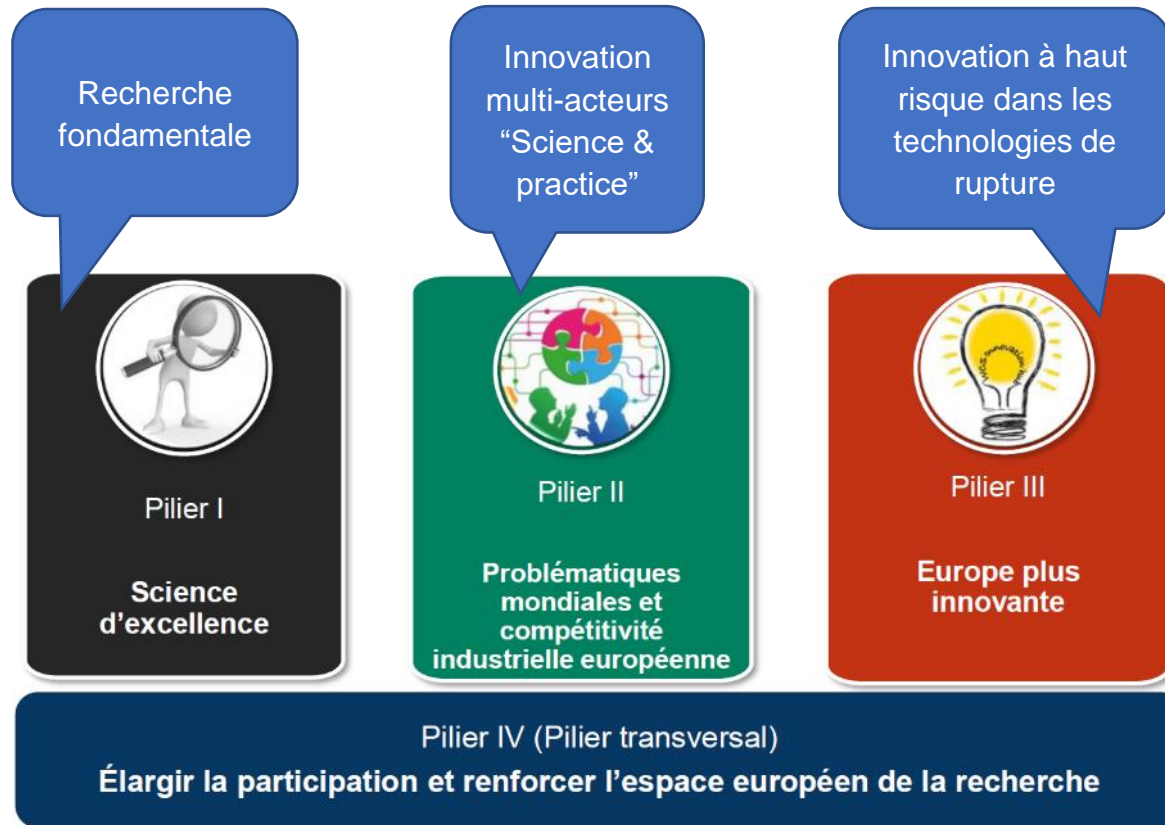 Recherche
fondamentale
Innovation
multi-acteurs
“Science &
practice”
Innovation à haut
risque dans les
technologies de
rupture
Pilier I
Science
d’excellence
Pilier II
Problématiques
mondiales et
compétitivité
industrielle européenne
Pilier III
Europe plus
innovante
Pilier IV (Pilier transversal)
Élargir la participation et renforcer l’espace européen de la recherche